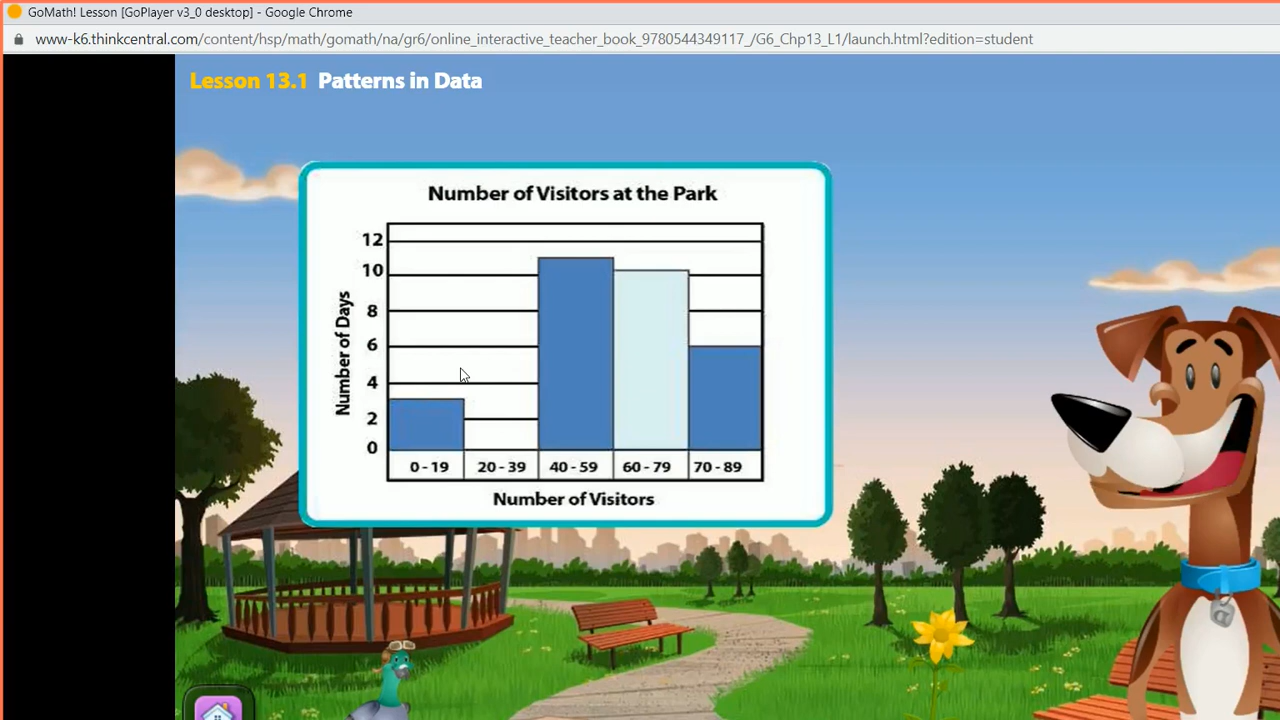 GoMath! Lesson [GoPlayer v3_0 desktop] - Google Chrome
www-k6.thinkcentral.com/content/hsp/math/gomath/na/gr6/online_interactive_teacher_book_9780544349117_/G6_Chp13_L1/launch.html?edition=student
Lesson 13.1 Patterns in Data
Number of Visitors at the Park
Number of Days
12
10
8
6
4
2
0
0 - 19 20 - 39 40 - 59 60 - 79 70 - 89
Number of Visitors